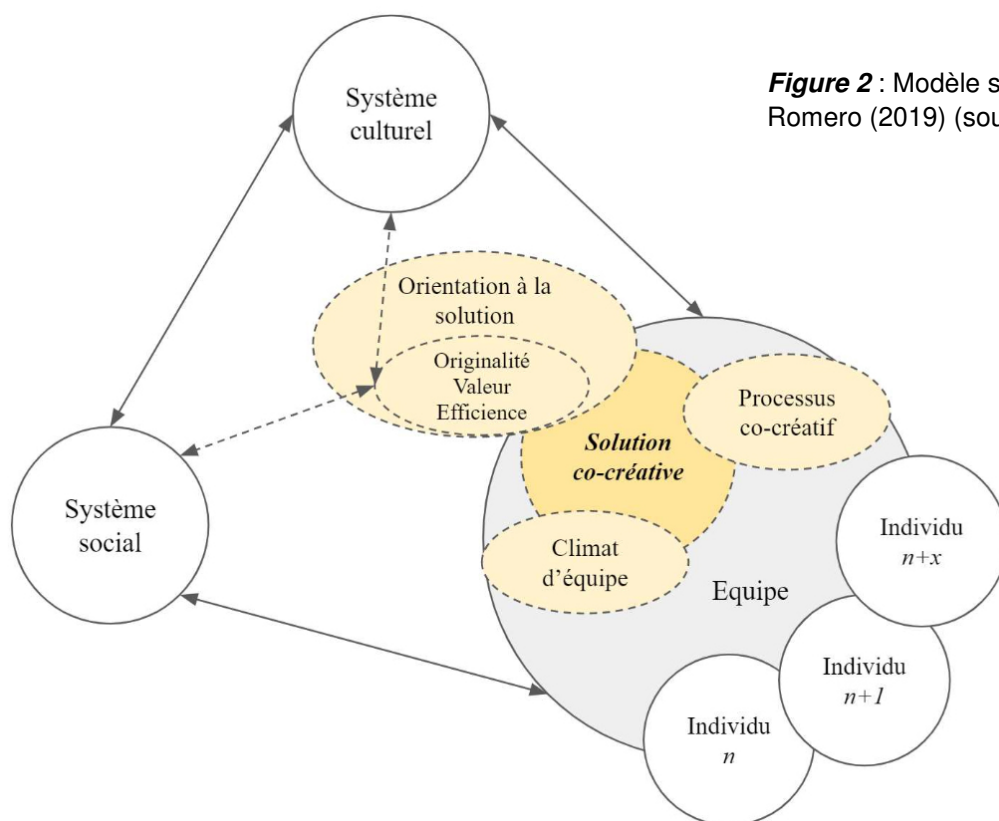 Figure 2 : Modèle s
Romero (2019) (sou
Système
culturel
Orientation à la
solution
Originalité
Valeur
Efficience
Processus
co-créatif
Solution
co-créative
Système
social
Climat
d'équipe
Equipe
Individu
n+x
Individu
n+1
Individu
n